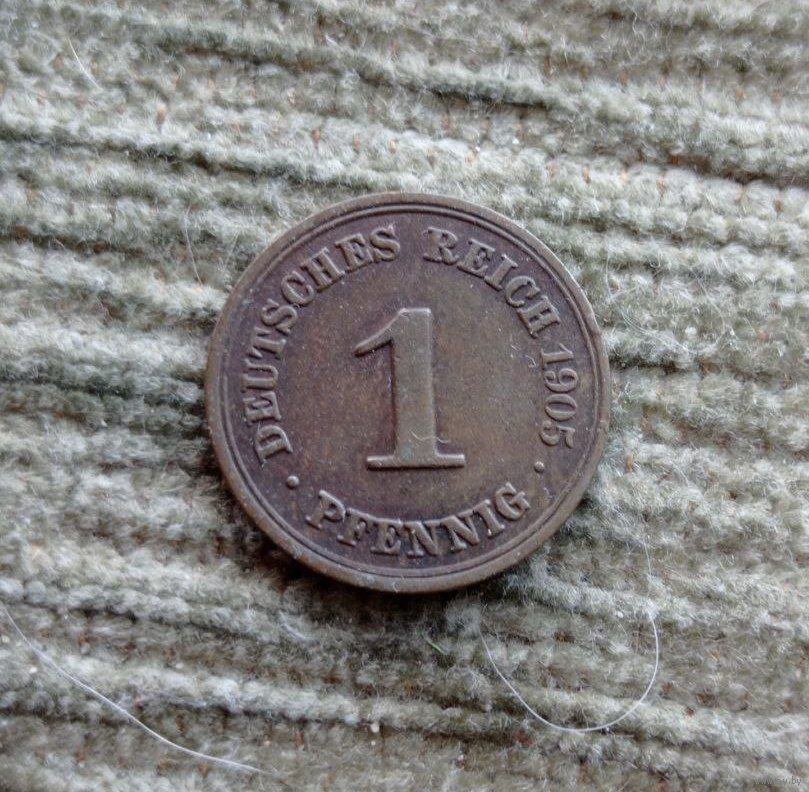 DEUTSCHES REICH 1905
1
· PFENNIG ·